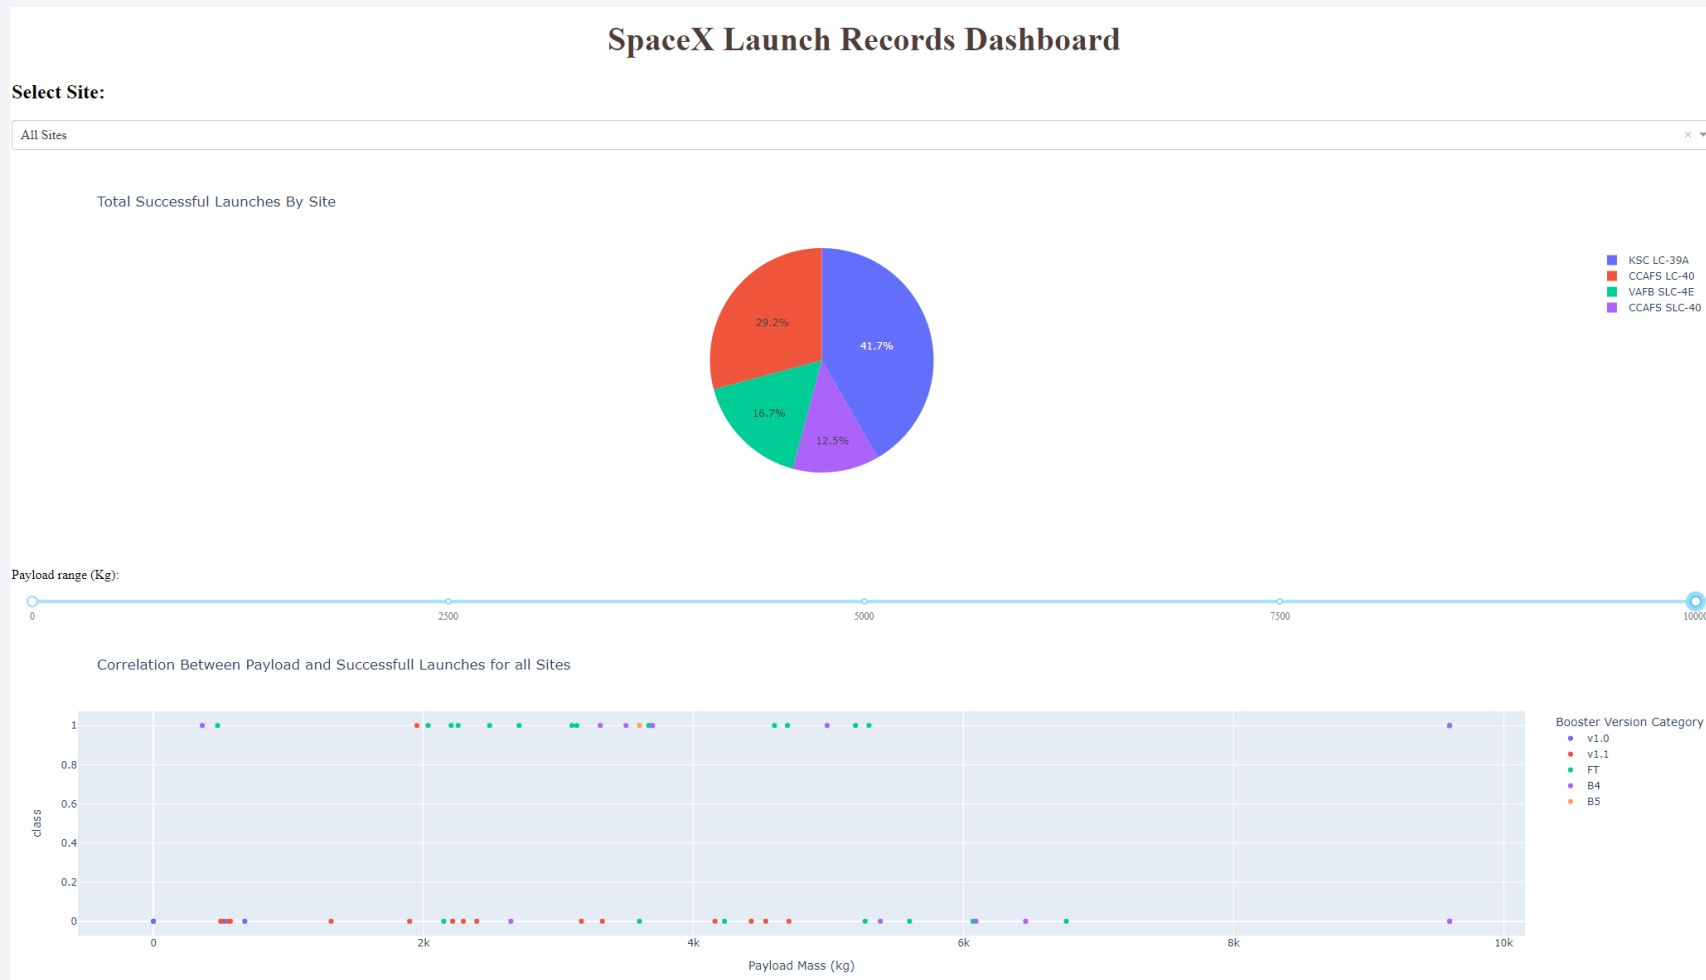 SpaceX Launch Records Dashboard
Select Site:
All Sites
×
Total Successful Launches By Site
KSC LC-39A
CCAFS LC-40
VAFB SLC-4E
CCAFS SLC-40
29.2%
41.7%
16.7%
12.5%
Payload range (Kg):
0 2500 5000 7500 10000
Correlation Between Payload and Successfull Launches for all Sites
Booster Version Category
v1.0
v1.1
FT
B4
B5
class
1
0.8
0.6
0.4
0.2
0
0 2k 4k 6k 8k 10k
Payload Mass (kg)